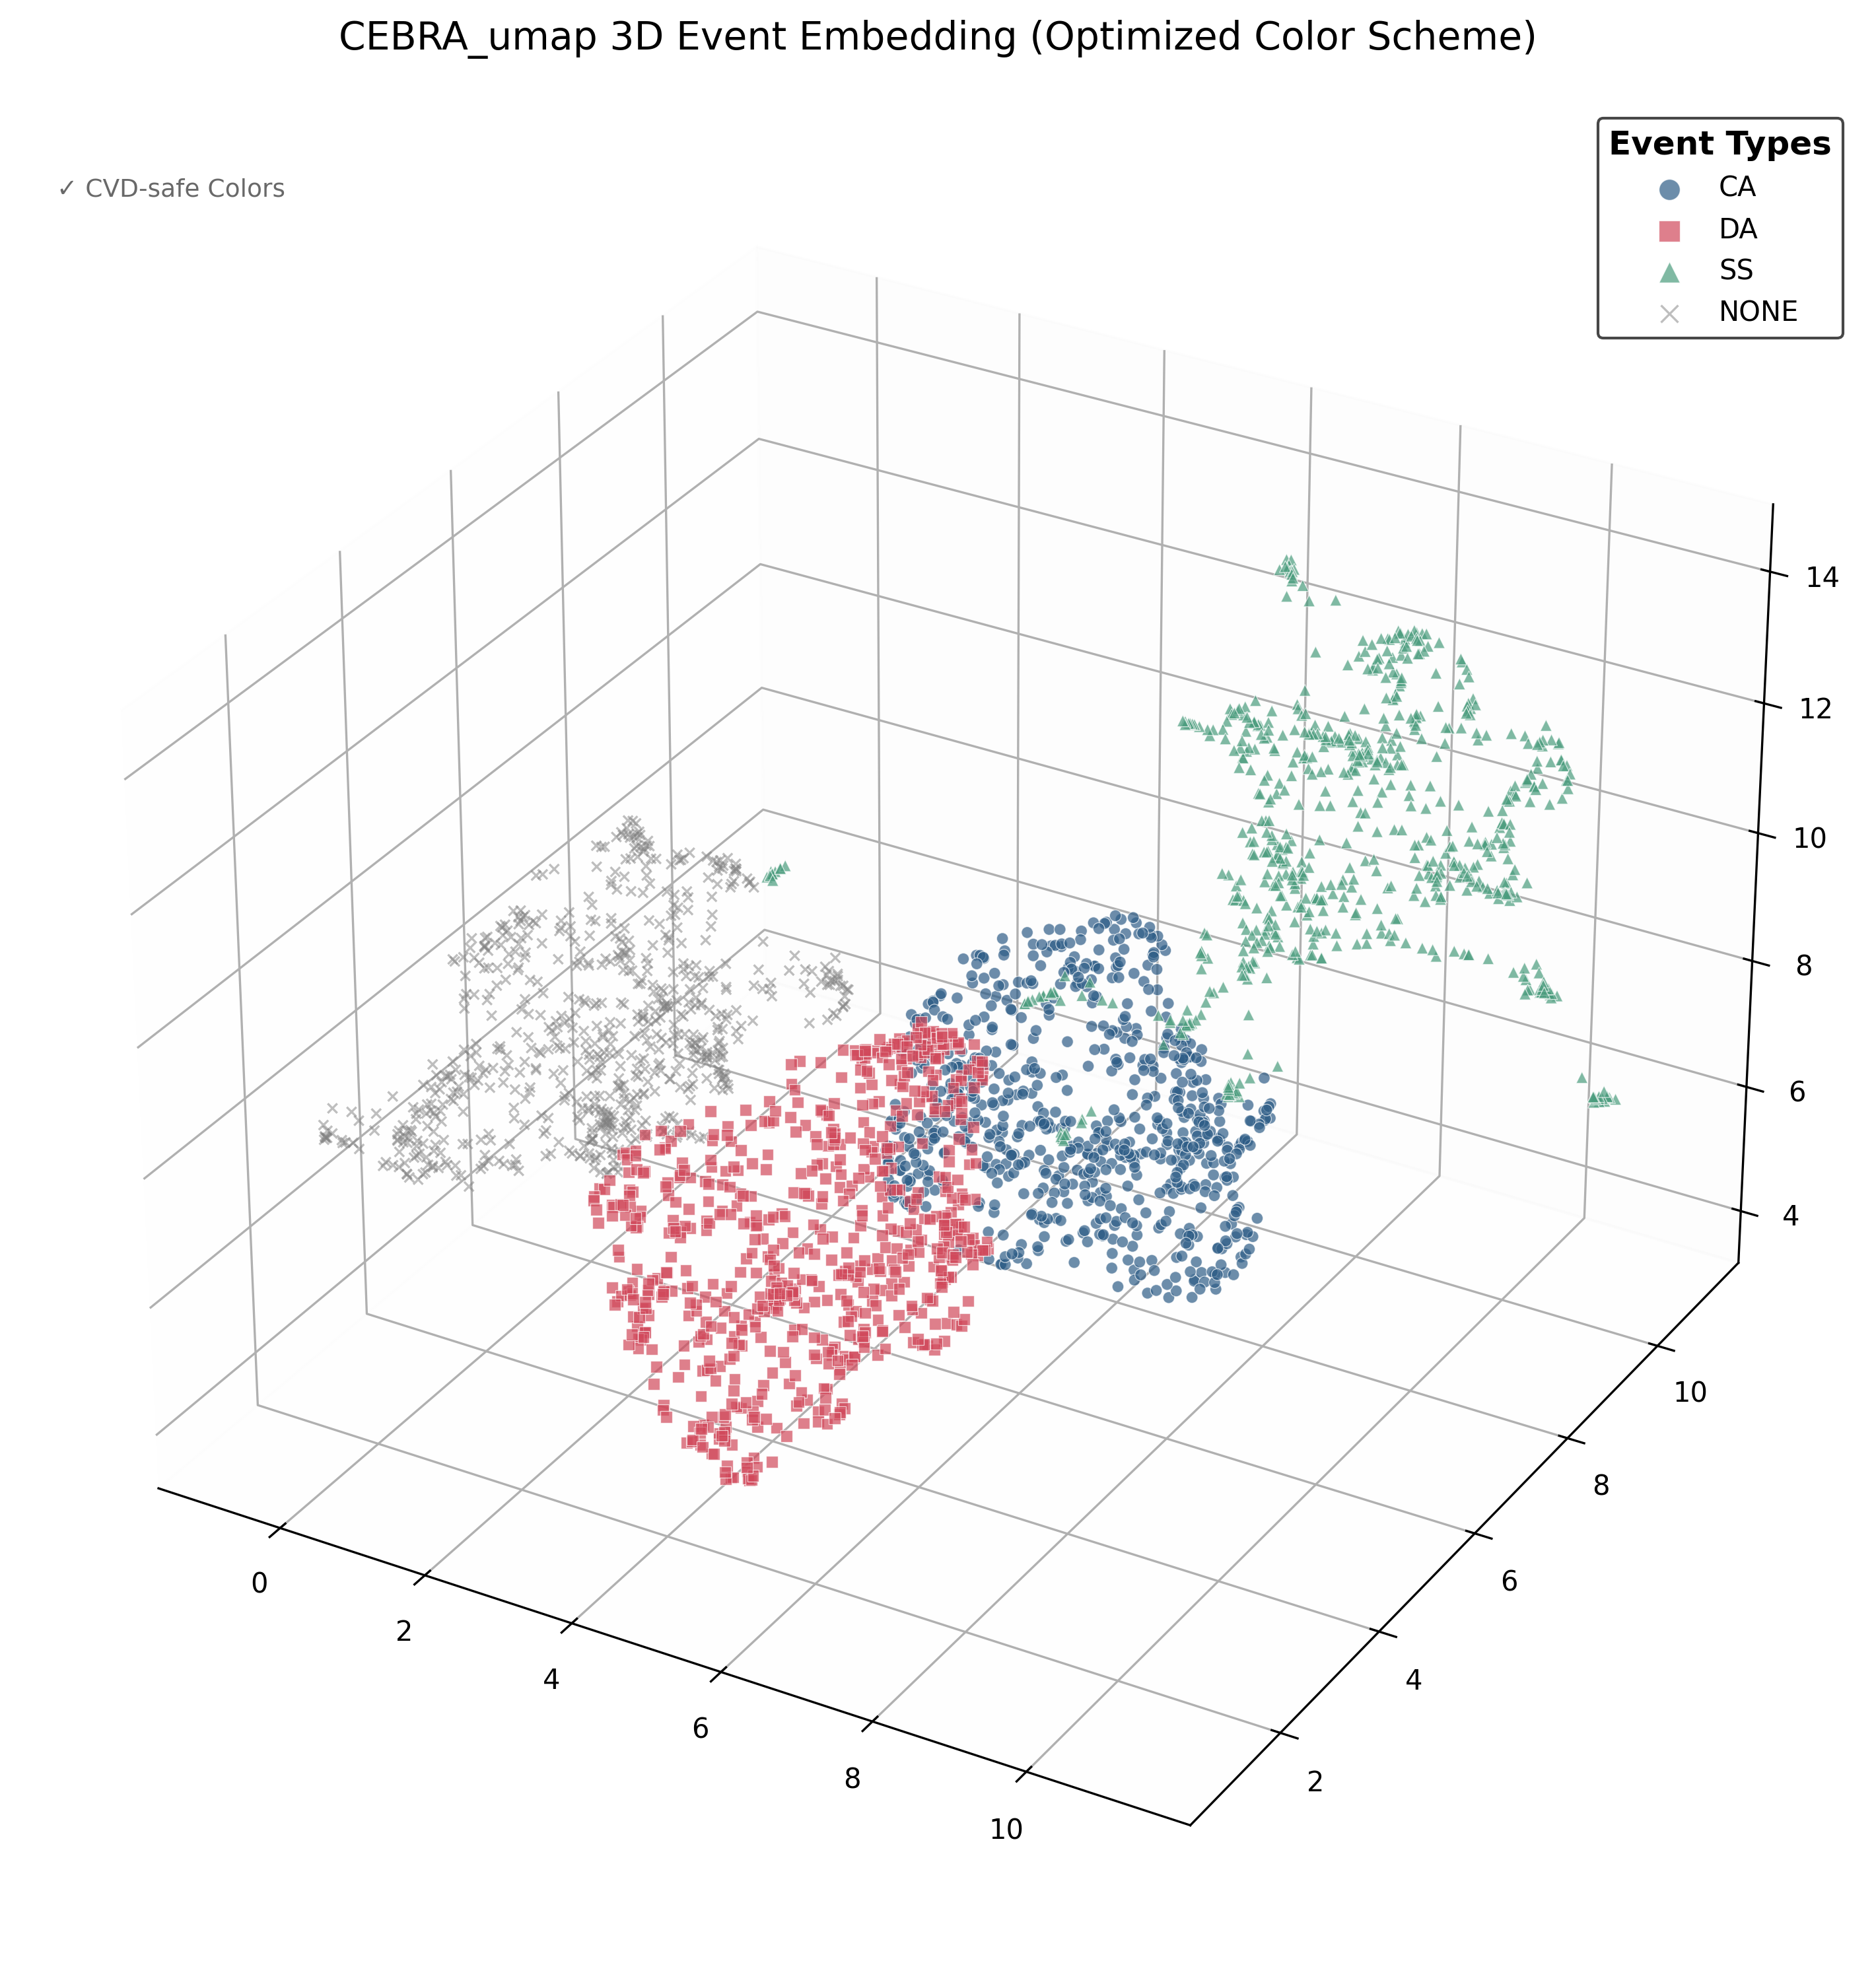 CEBRA_umap 3D Event Embedding (Optimized Color Scheme)
Event Types
CA
DA
SS
NONE
✓ CVD-safe Colors
14
12
10
8
6
4
10
8
6
4
2
0
2
4
6
8
10